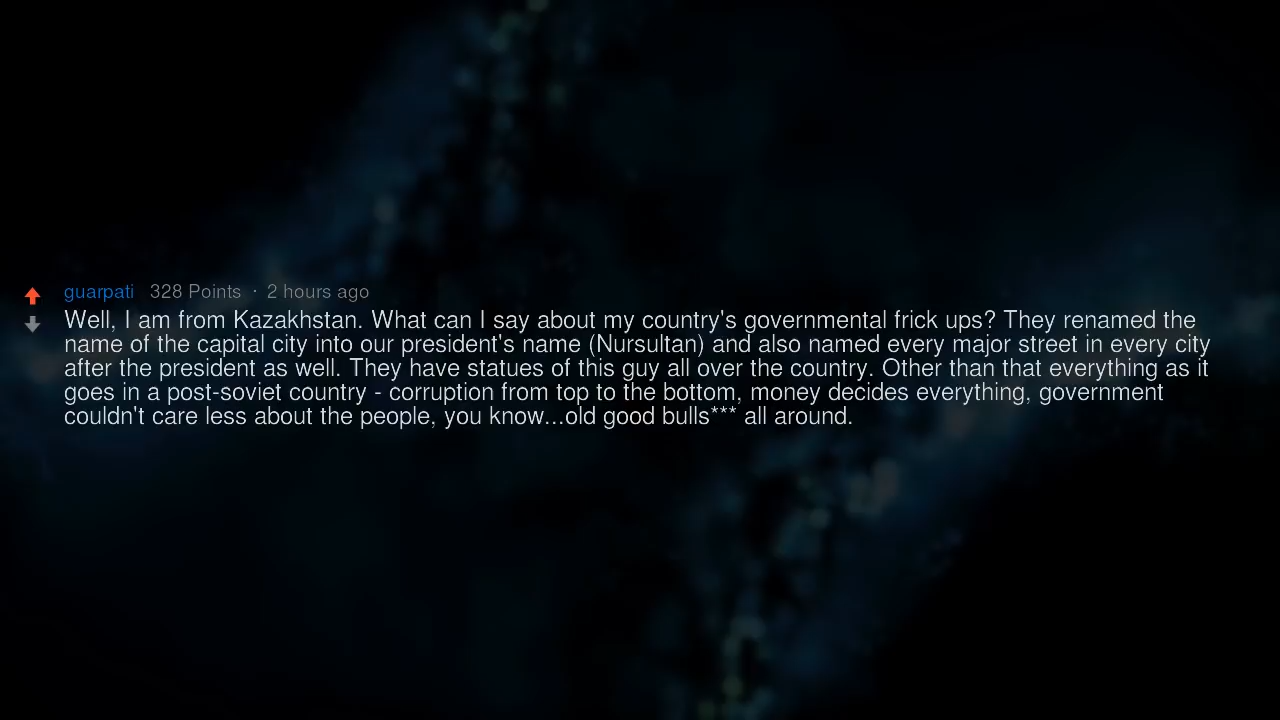 guarpati 328 Points · 2 hours ago
Well, I am from Kazakhstan. What can I say about my country's governmental frick ups? They renamed the
name of the capital city into our president's name (Nursultan) and also named every major street in every city
after the president as well. They have statues of this guy all over the country. Other than that everything as it
goes in a post-soviet country - corruption from top to the bottom, money decides everything, government
couldn't care less about the people, you know...old good bulls*** all around.